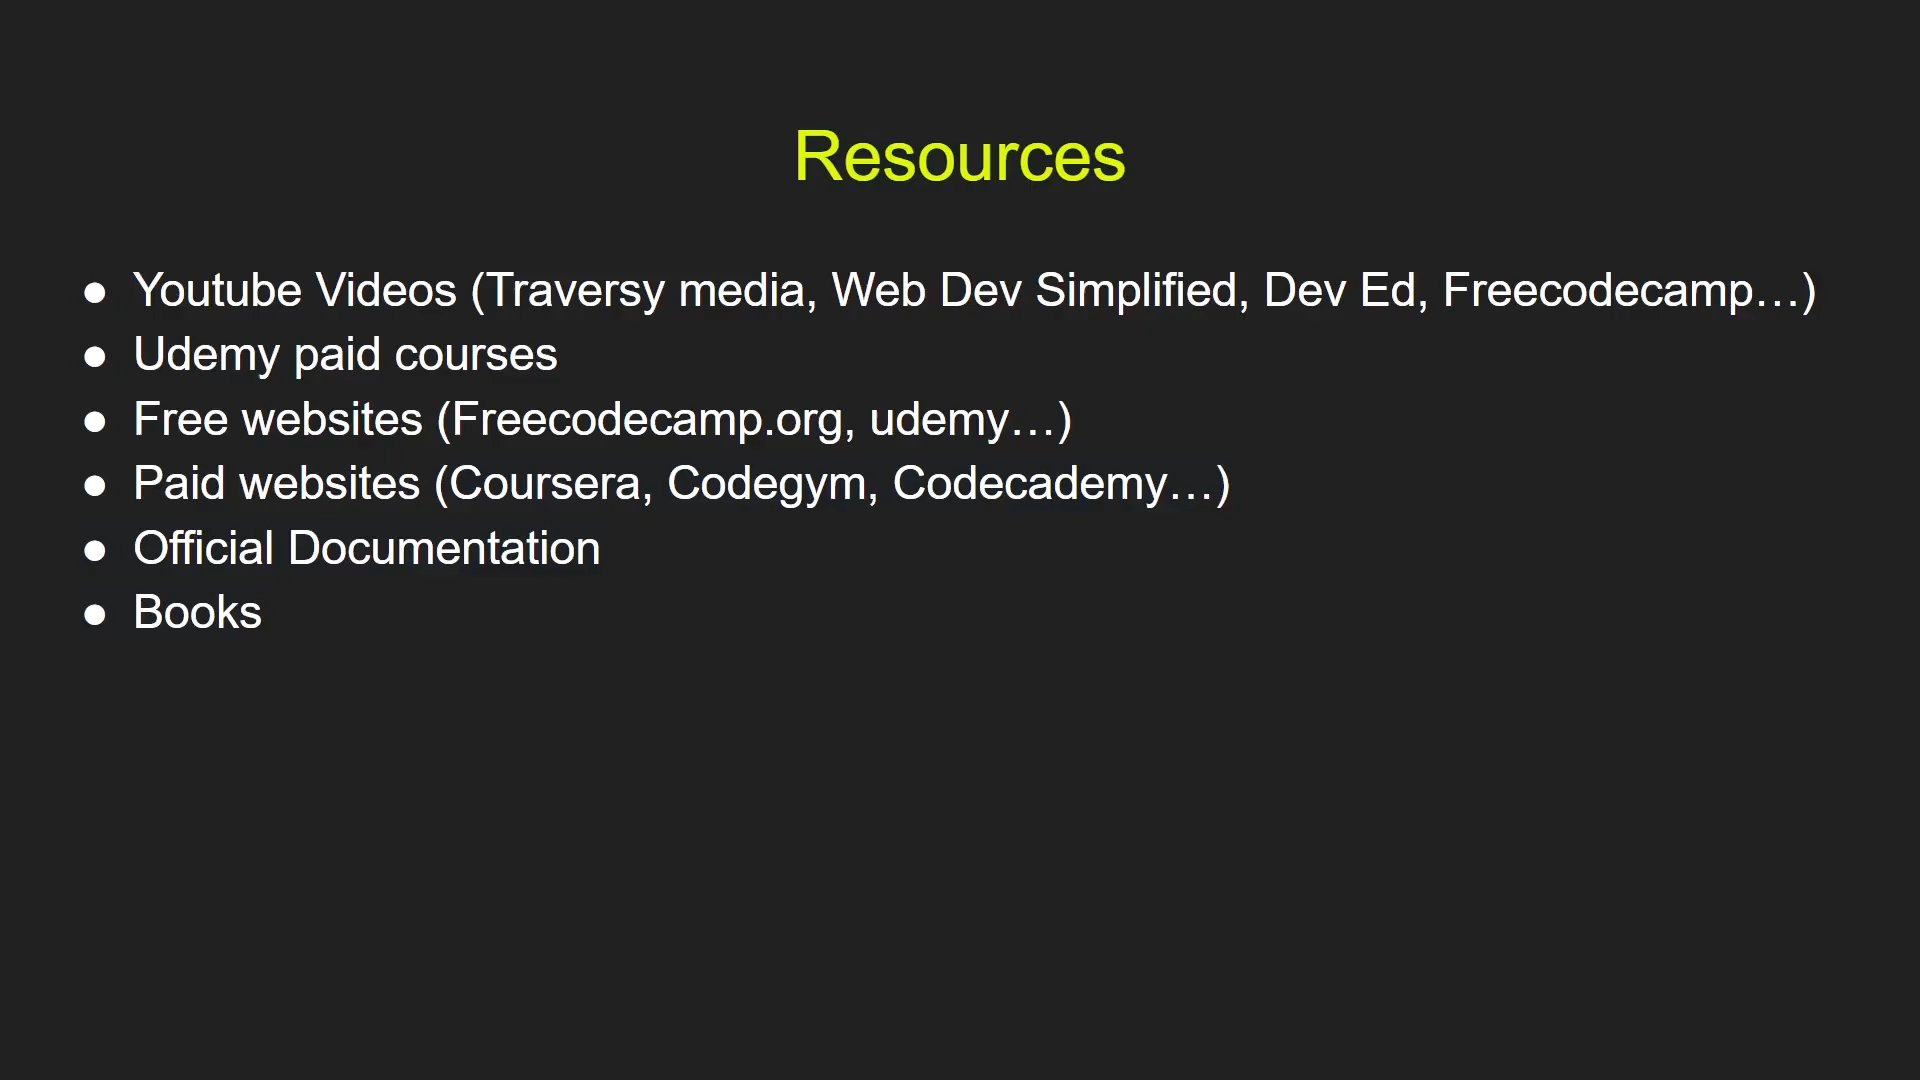 Resources
● Youtube Videos (Traversy media, Web Dev Simplified, Dev Ed, Freecodecamp…)
● Udemy paid courses
● Free websites (Freecodecamp.org, udemy…)
● Paid websites (Coursera, Codegym, Codecademy…)
● Official Documentation
● Books